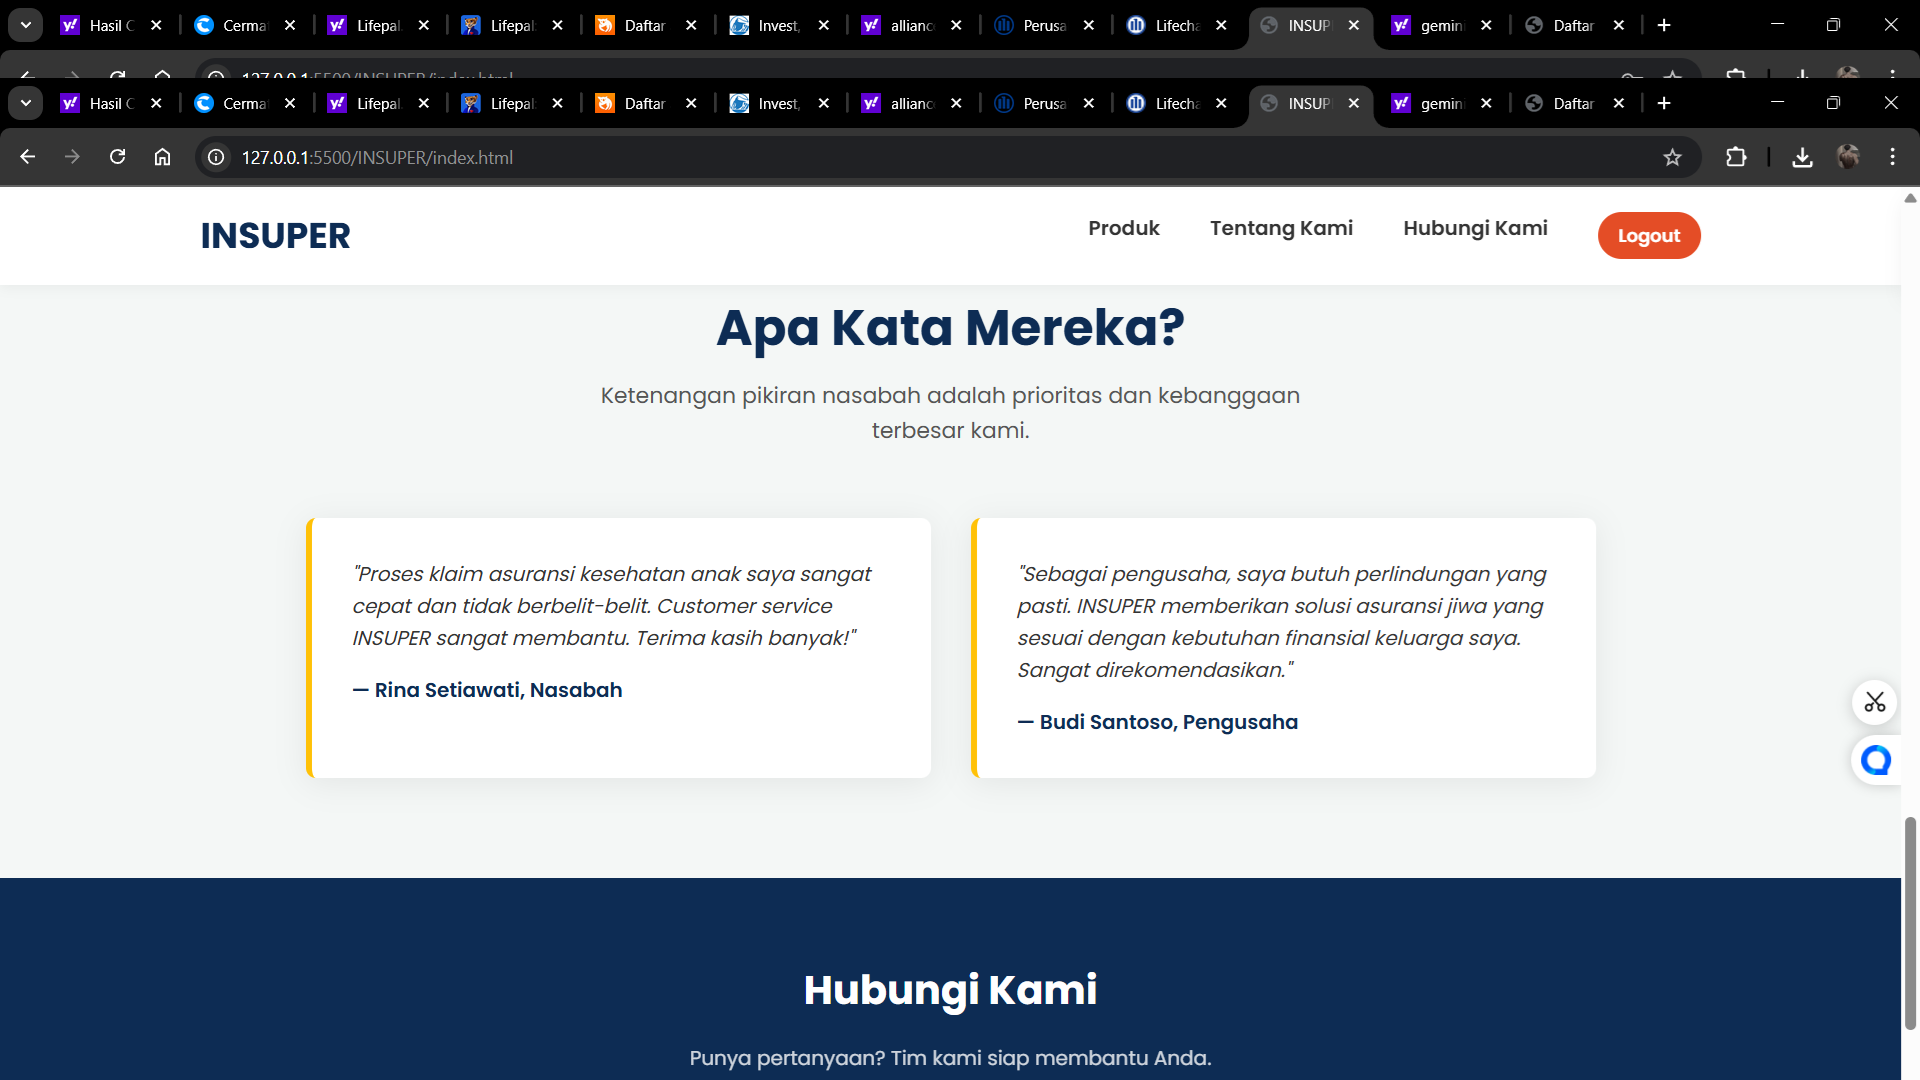 Hasil C
Cerma
Lifepal
Lifepal
Daftar
Invest,
allianc
Perusa
Lifecha
INSUP
gemini
Daftar
127.0.0.1:5500/INSUPER/index.html
Hasil C
Cermat
Lifepal.
Lifepal
Daftar
Invest,
allianc
Perusa
Lifecha
INSUP
gemini
Daftar
127.0.0.1:5500/INSUPER/index.html
INSUPER
Produk
Tentang Kami
Hubungi Kami
Logout
Apa Kata Mereka?
Ketenangan pikiran nasabah adalah prioritas dan kebanggaan
terbesar kami.
"Proses klaim asuransi kesehatan anak saya sangat
cepat dan tidak berbelit-belit. Customer service
INSUPER sangat membantu. Terima kasih banyak!"
— Rina Setiawati, Nasabah
"Sebagai pengusaha, saya butuh perlindungan yang
pasti. INSUPER memberikan solusi asuransi jiwa yang
sesuai dengan kebutuhan finansial keluarga saya.
Sangat direkomendasikan."
— Budi Santoso, Pengusaha
Hubungi Kami
Punya pertanyaan? Tim kami siap membantu Anda.